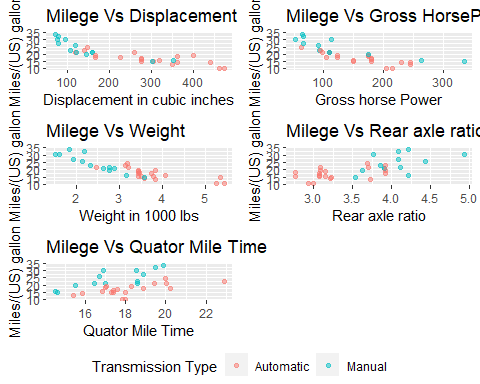 Milege Vs Displacement
Miles/(US) gallon
35
30
25
20
15
10
100 200 300 400
Displacement in cubic inches
Milege Vs Gross HorseP
Miles/(US) gallon
35
30
25
20
15
10
100 200 300
Gross horse Power
Milege Vs Weight
Miles/(US) gallon
35
30
25
20
15
10
2 3 4 5
Weight in 1000 lbs
Milege Vs Rear axle ratio
Miles/(US) gallon
35
30
25
20
15
10
3.0 3.5 4.0 4.5 5.0
Rear axle ratio
Milege Vs Quator Mile Time
Miles/(US) gallon
35
30
25
20
15
10
16 18 20 22
Quator Mile Time
Transmission Type Automatic Manual